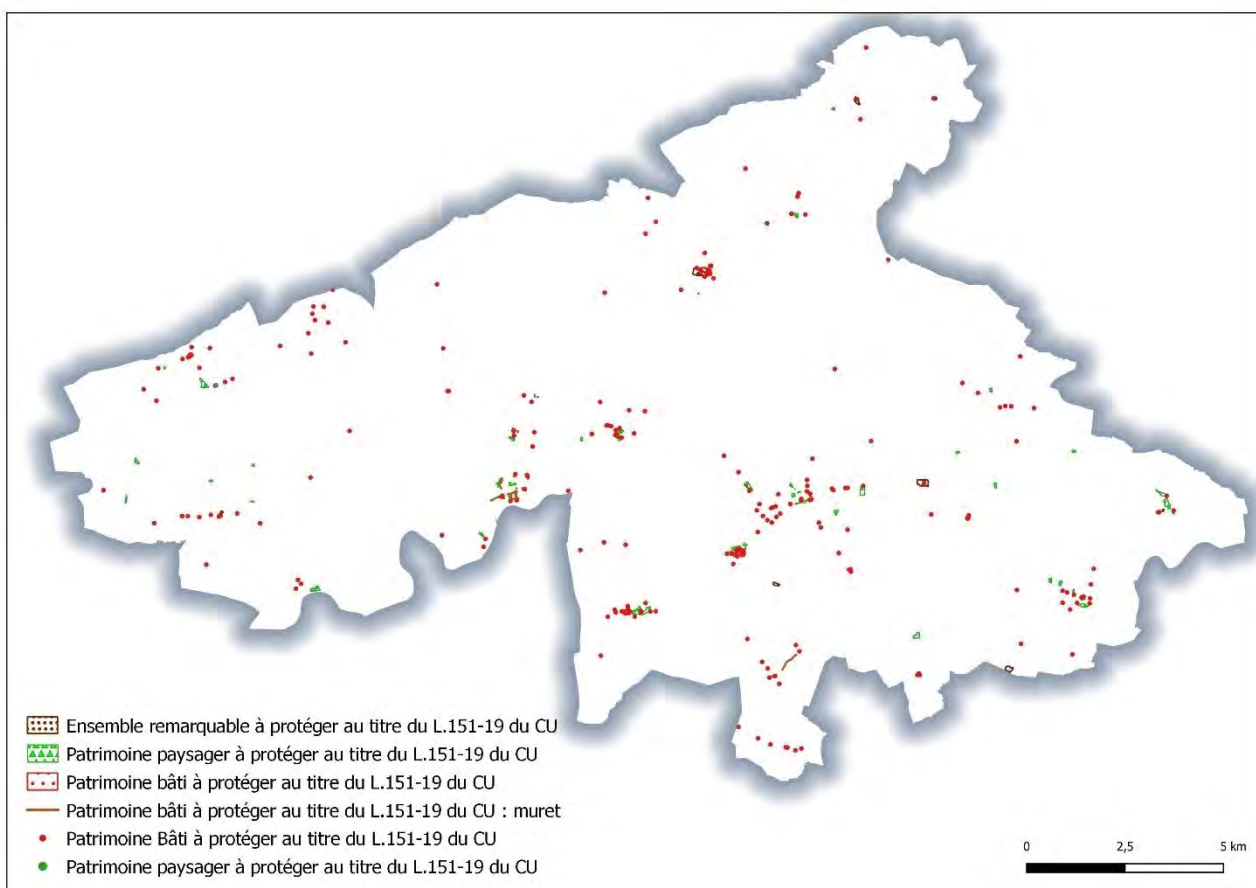 Ensemble remarquable à protéger au titre du L.151-19 du CU
Patrimoine paysager à protéger au titre du L.151-19 du CU
Patrimoine bâti à protéger au titre du L.151-19 du CU
Patrimoine bâti à protéger au titre du L.151-19 du CU : muret
Patrimoine Bâti à protéger au titre du L.151-19 du CU
Patrimoine paysager à protéger au titre du L.151-19 du CU
0 2,5 5 km